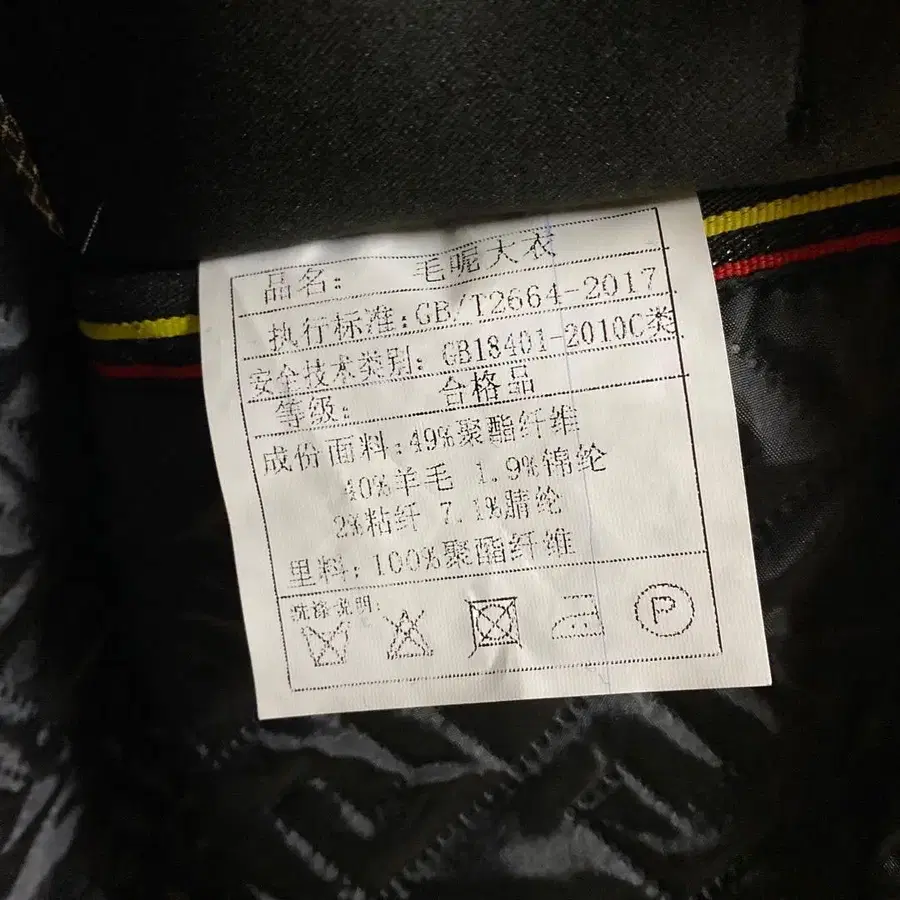 品名: 毛呢大衣
执行标准:GB/T2664-2017
安全技术类别: GB18401-2010C类
等级: 合格品
成份面料:49%聚酯纤维
40%羊毛 1.9%锦纶
2%粘纤 7.1%腈纶
里料:100%聚酯纤维
洗涤说明:
P